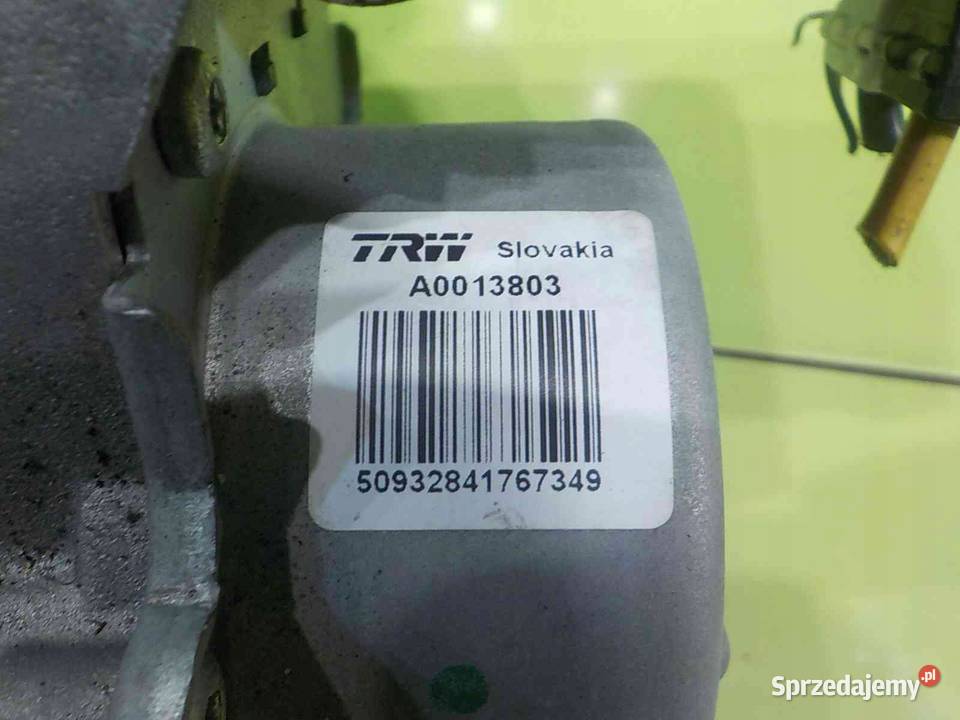 TRW Slovakia
A0013803
50932841767349
Sprzedajemy.pl